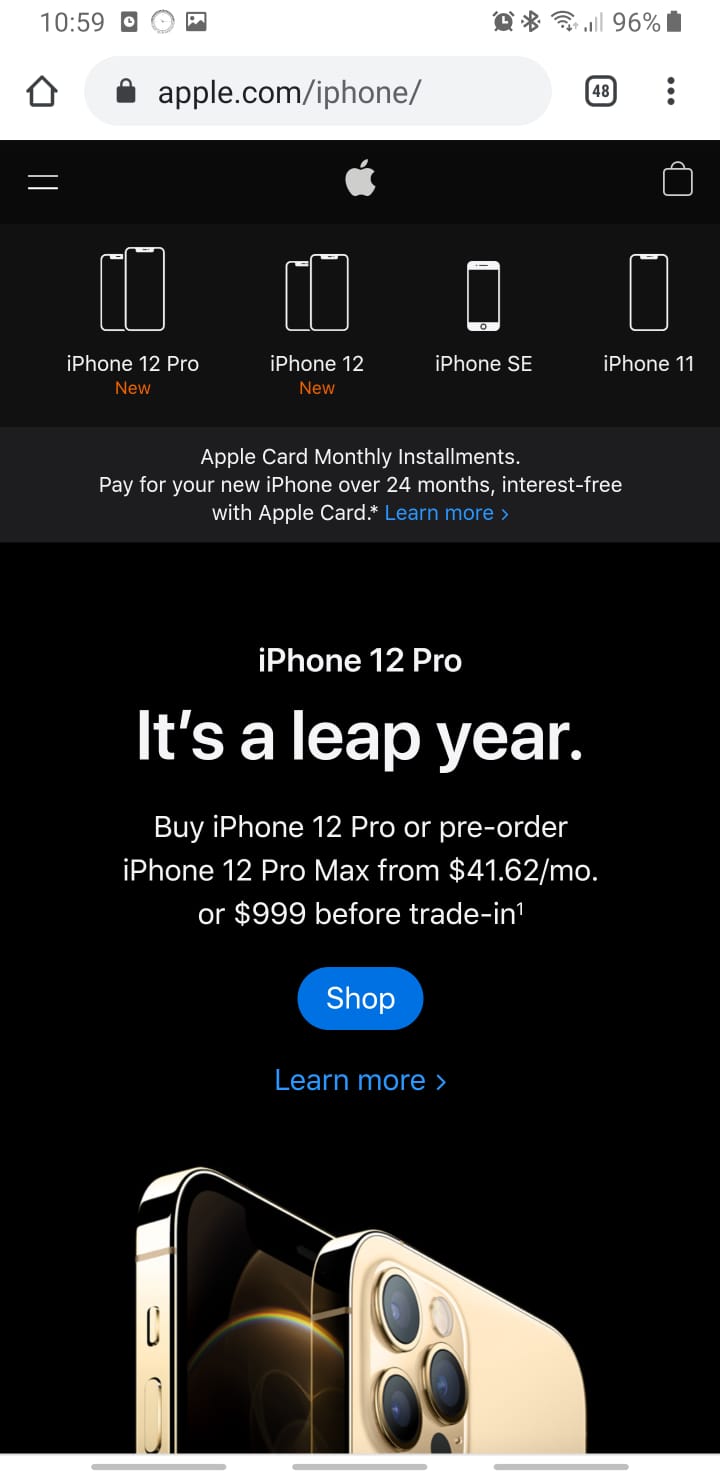 10:59 96%
apple.com/iphone/ 48
iPhone 12 Pro iPhone 12 iPhone SE iPhone 11
New New
Apple Card Monthly Installments.
Pay for your new iPhone over 24 months, interest-free
with Apple Card.* Learn more >
iPhone 12 Pro
It’s a leap year.
Buy iPhone 12 Pro or pre-order
iPhone 12 Pro Max from $41.62/mo.
or $999 before trade-in¹
Shop
Learn more >